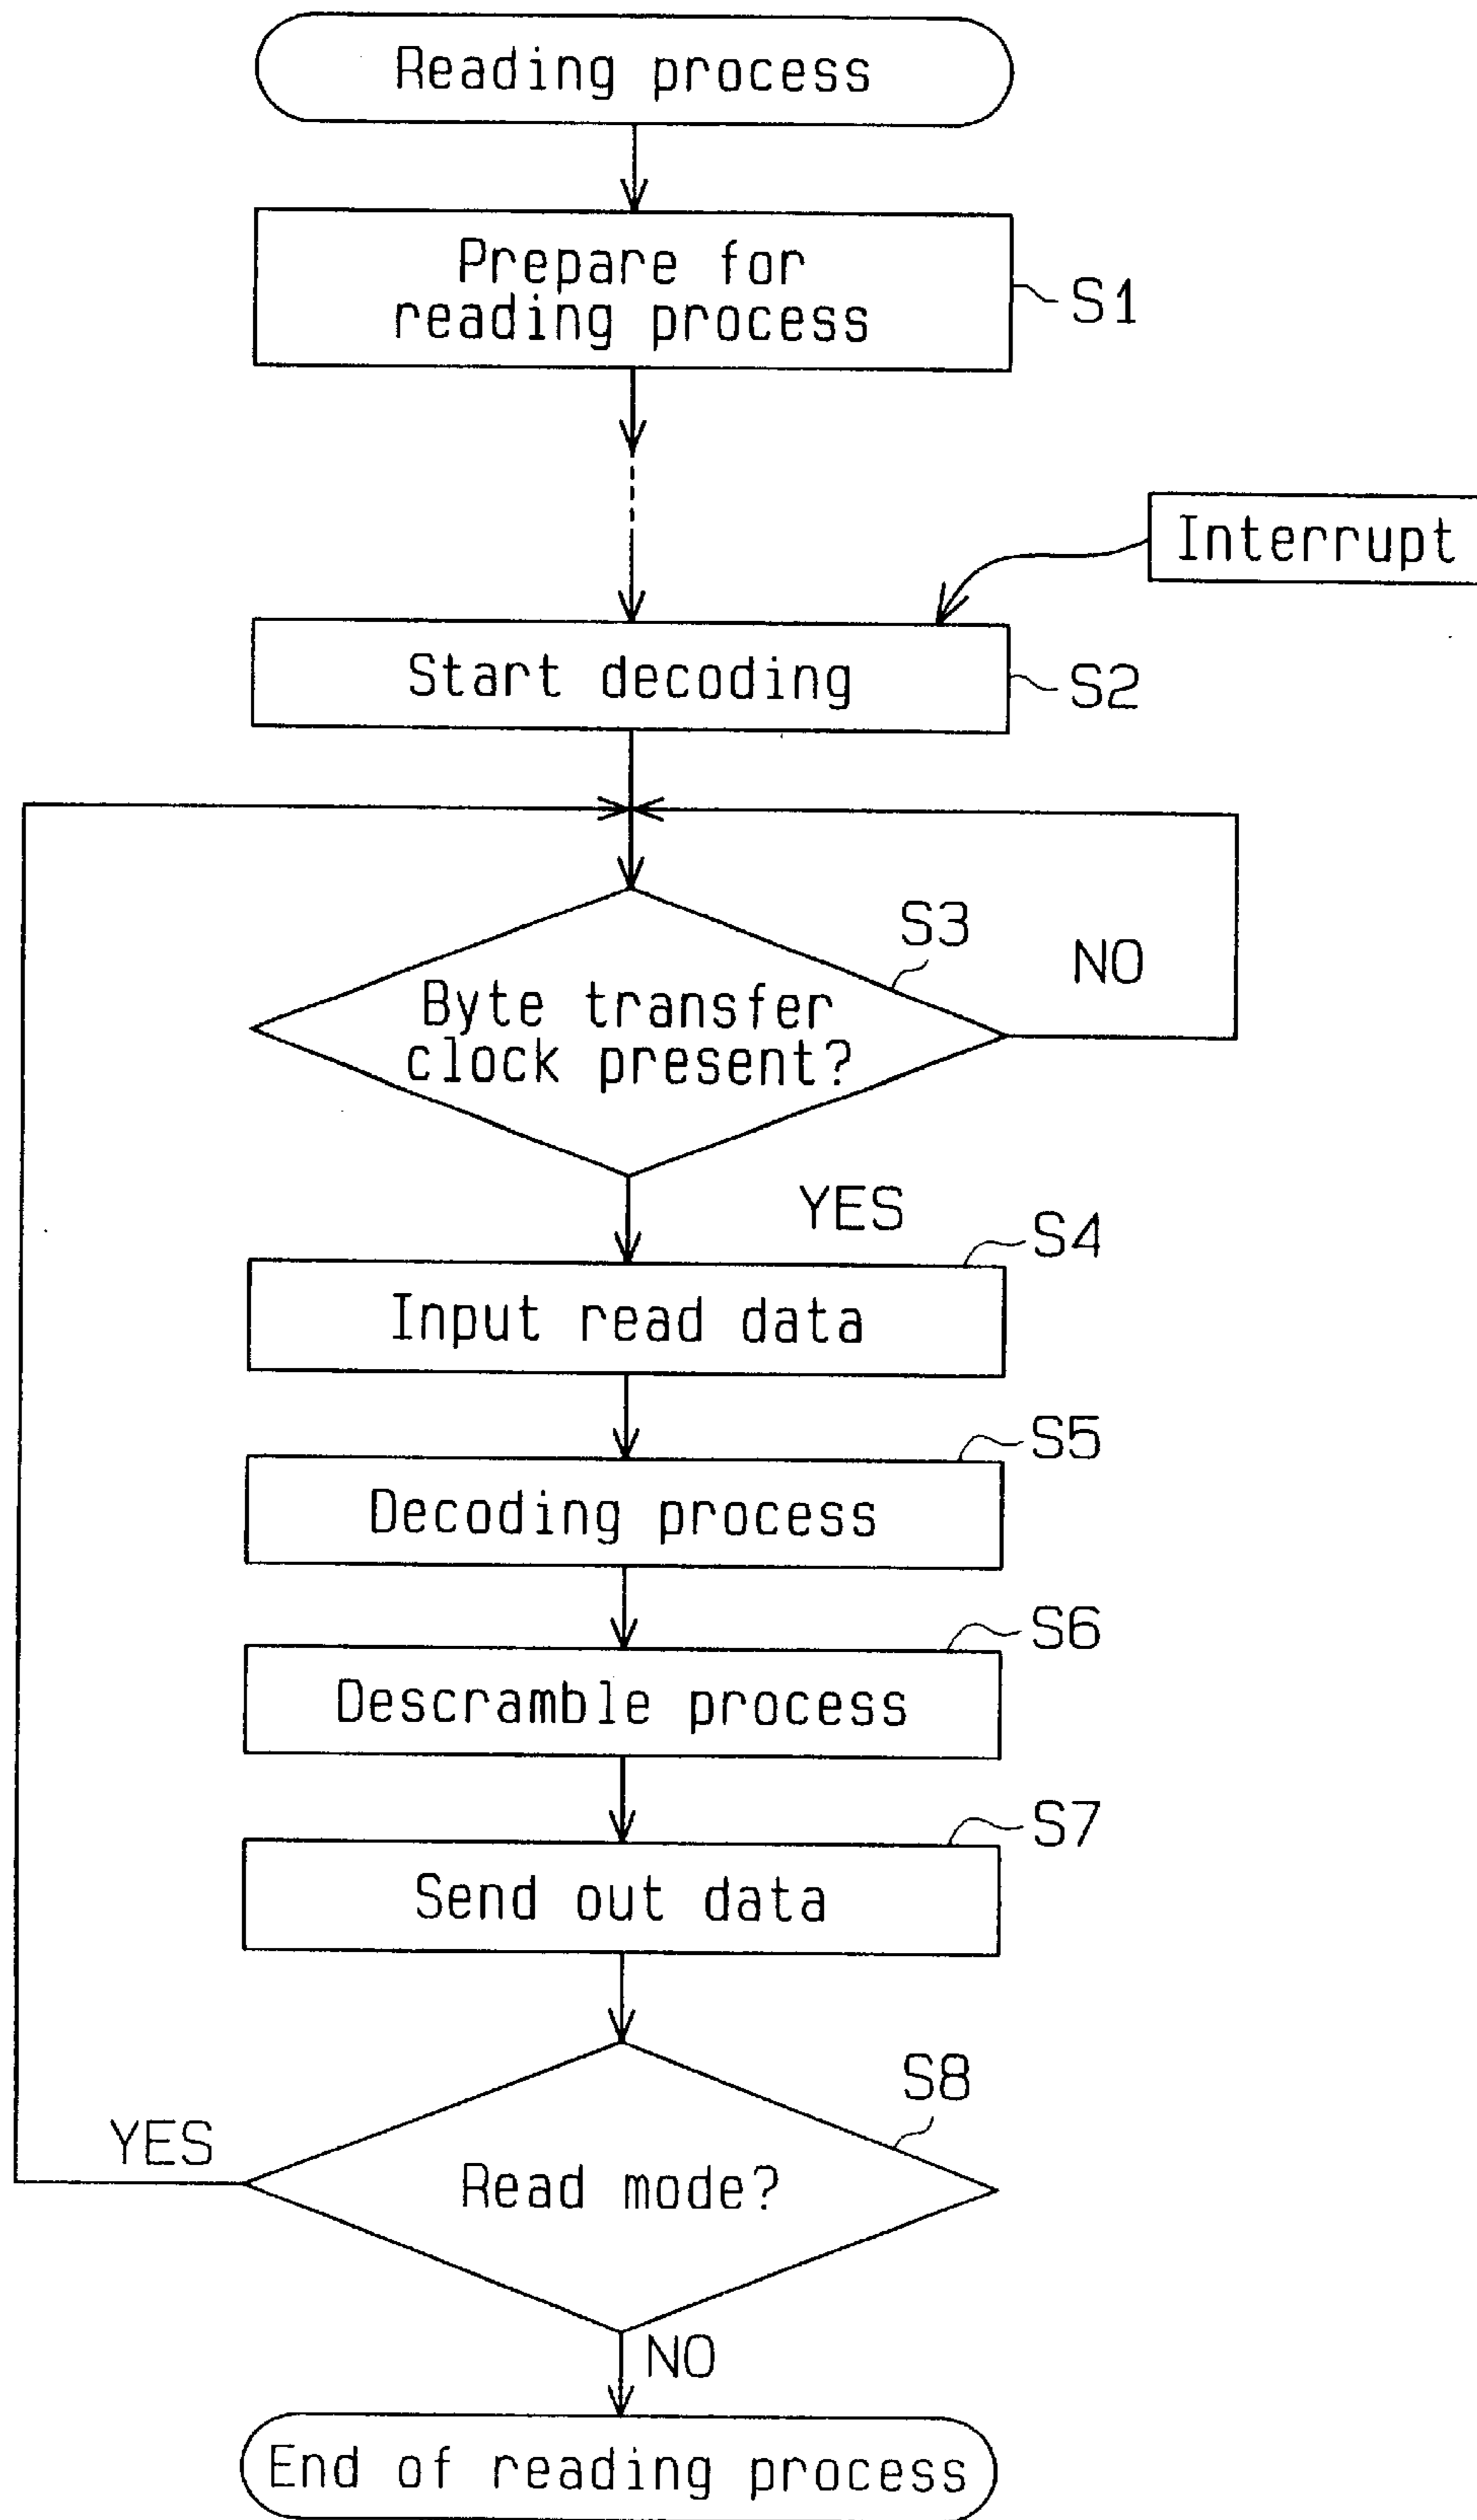 Reading process
Prepare for
reading process
S1
Interrupt
Start decoding
S2
S3
NO
Byte transfer
clock present?
YES
S4
Input read data
S5
Decoding process
S6
Descramble process
S7
Send out data
S8
YES
Read mode?
NO
End of reading process